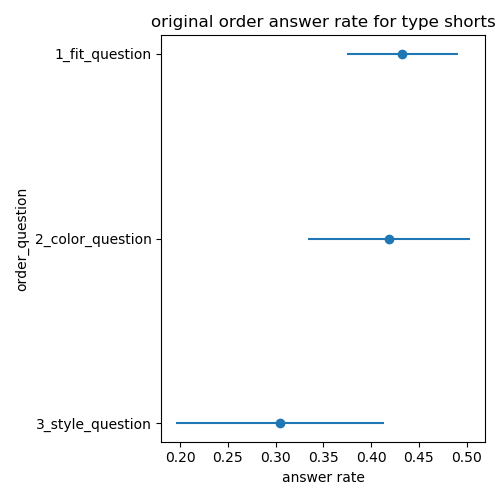 original order answer rate for type shorts
1_fit_question
2_color_question
3_style_question
order_question
0.20 0.25 0.30 0.35 0.40 0.45 0.50
answer rate